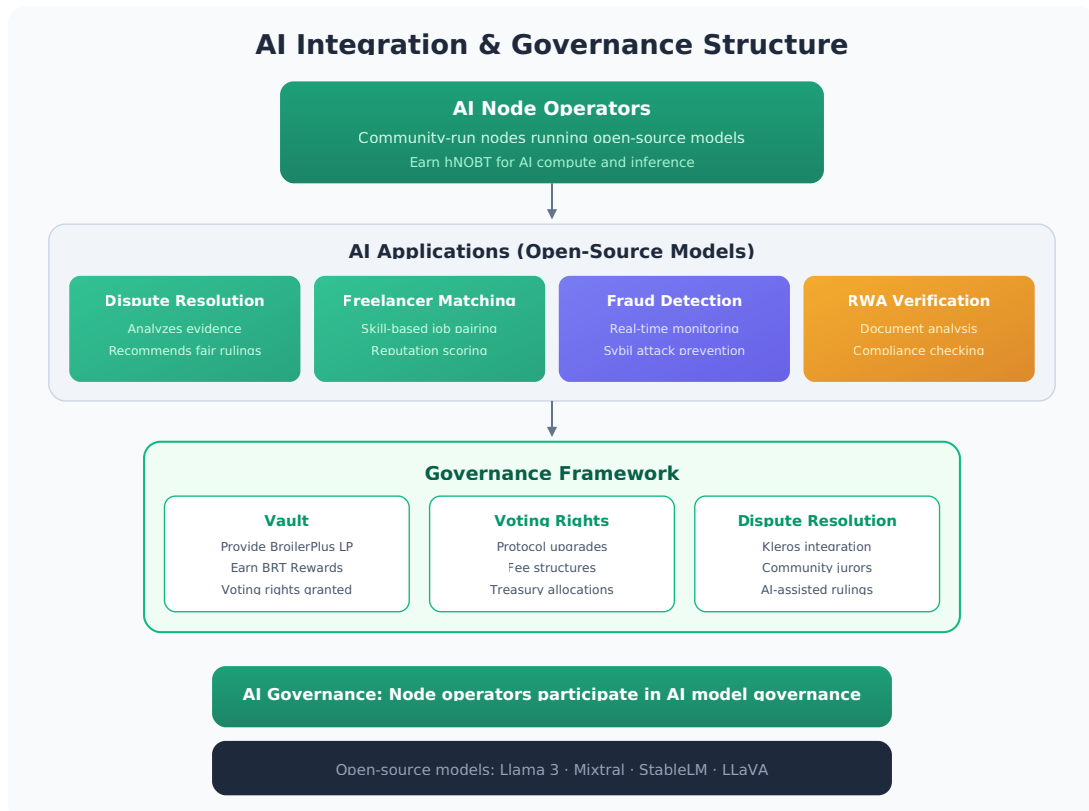 AI Integration & Governance Structure
AI Node Operators
Community-run nodes running open-source models
Earn hNOBT for AI compute and inference
AI Applications (Open-Source Models)
Dispute Resolution
Analyzes evidence
Recommends fair rulings
Freelancer Matching
Skill-based job pairing
Reputation scoring
Fraud Detection
Real-time monitoring
Sybil attack prevention
RWA Verification
Document analysis
Compliance checking
Governance Framework
Vault
Provide BroilerPlus LP
Earn BRT Rewards
Voting rights granted
Voting Rights
Protocol upgrades
Fee structures
Treasury allocations
Dispute Resolution
Kleros integration
Community jurors
AI-assisted rulings
AI Governance: Node operators participate in AI model governance
Open-source models: Llama 3 · Mixtral · StableLM · LLaVA